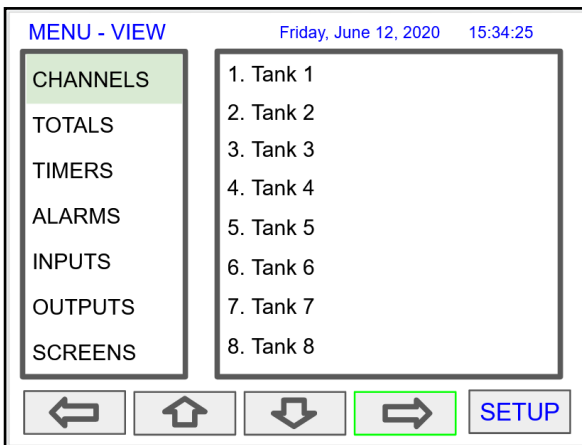 MENU - VIEW Friday, June 12, 2020 15:34:25
CHANNELS
TOTALS
TIMERS
ALARMS
INPUTS
OUTPUTS
SCREENS
1. Tank 1
2. Tank 2
3. Tank 3
4. Tank 4
5. Tank 5
6. Tank 6
7. Tank 7
8. Tank 8
SETUP